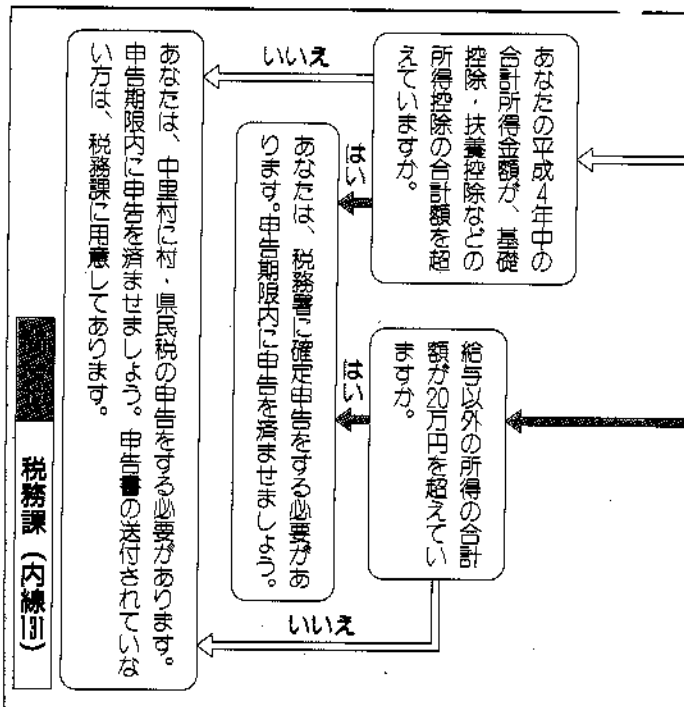 あなたの平成4年中の
合計所得金額が、基礎
控除・扶養控除などの
所得控除の合計額を超
えていますか。
給与以外の所得の合計
額が20万円を超えてい
ますか。
はい
はい
いいえ
いいえ
あなたは、税務署に確定申告をする必要があ
ります。申告期限内に申告を済ませましょう。
あなたは、中里村に村・県民税の申告をする必要があります。
申告期限内に申告を済ませましょう。申告書の送付されていな
い方は、税務課に用意してあります。
税務課（内線131）